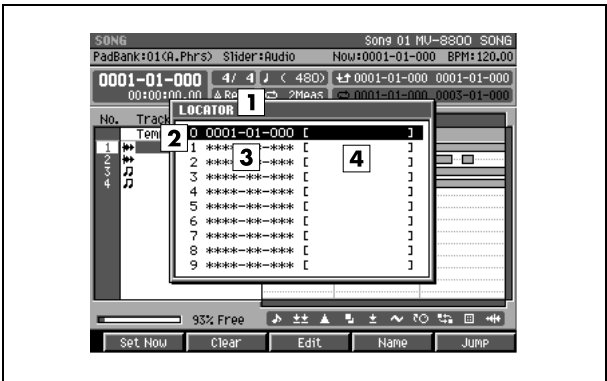 SONG Song 01 MV-8800 SONG
PadBank:01(A.Phrs) Slider:Audio Now:0001-01-000 BPM:120.00
0001-01-000 4/ 4 ♩ ( 480) 0001-01-000 0001-01-000
00:00:00.00 Re 2Meas 0001-01-000 0003-01-000
LOCATOR 1
No. Track
Tem
2 0 0001-01-000 [ ]
1 1 ****-**-*** [ ]
2 2 ****-**-*** [ ]
3 4
3 3 ****-**-*** [ ]
4 4 ****-**-*** [ ]
5 ****-**-*** [ ]
6 ****-**-*** [ ]
7 ****-**-*** [ ]
8 ****-**-*** [ ]
9 ****-**-*** [ ]
93% Free
Set Now Clear Edit Name Jump